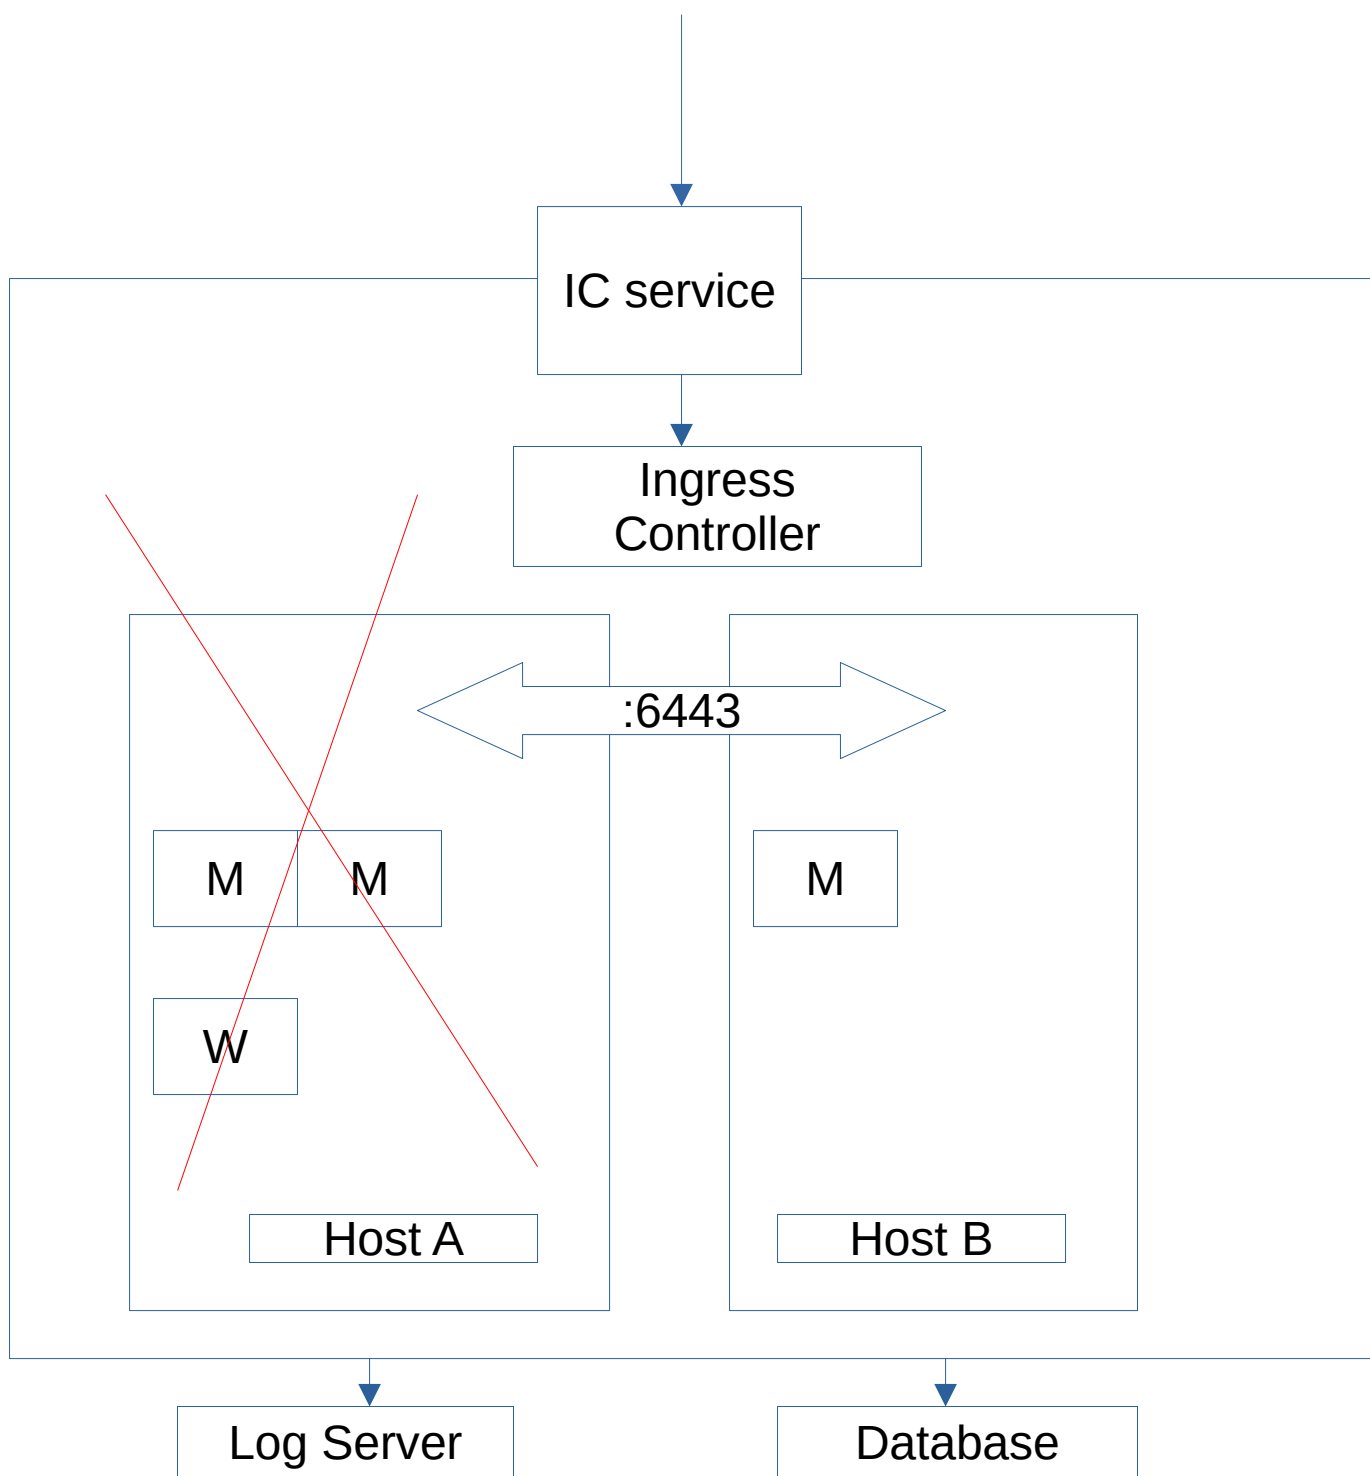 IC service
Ingress
Controller
:6443
M
M
M
W
Host A
Host B
Log Server
Database